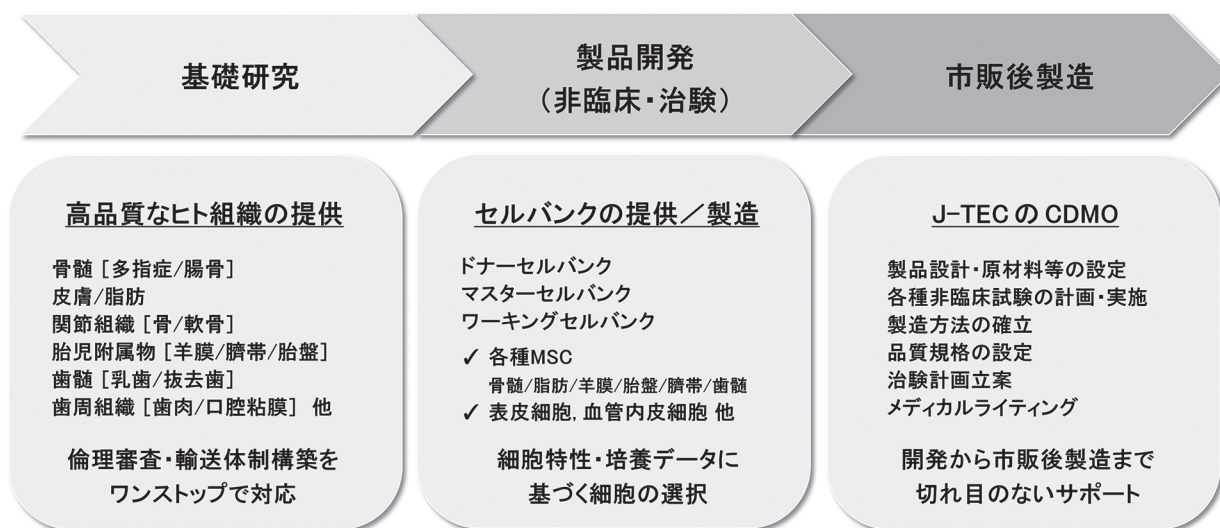 基礎研究
製品開発
（非臨床・治験）
市販後製造
高品質なヒト組織の提供
骨髄［多指症/腸骨］
皮膚/脂肪
関節組織［骨/軟骨］
胎児附属物［羊膜/臍帯/胎盤］
歯髄［乳歯/抜去歯］
歯周組織［歯肉/口腔粘膜］ 他
倫理審査・輸送体制構築を
ワンストップで対応
セルバンクの提供／製造
ドナーセルバンク
マスターセルバンク
ワーキングセルバンク
✓ 各種MSC
骨髄/脂肪/羊膜/胎盤/臍帯/歯髄
✓ 表皮細胞, 血管内皮細胞 他
細胞特性・培養データに
基づく細胞の選択
J-TEC の CDMO
製品設計・原材料等の設定
各種非臨床試験の計画・実施
製造方法の確立
品質規格の設定
治験計画立案
メディカルライティング
開発から市販後製造まで
切れ目のないサポート